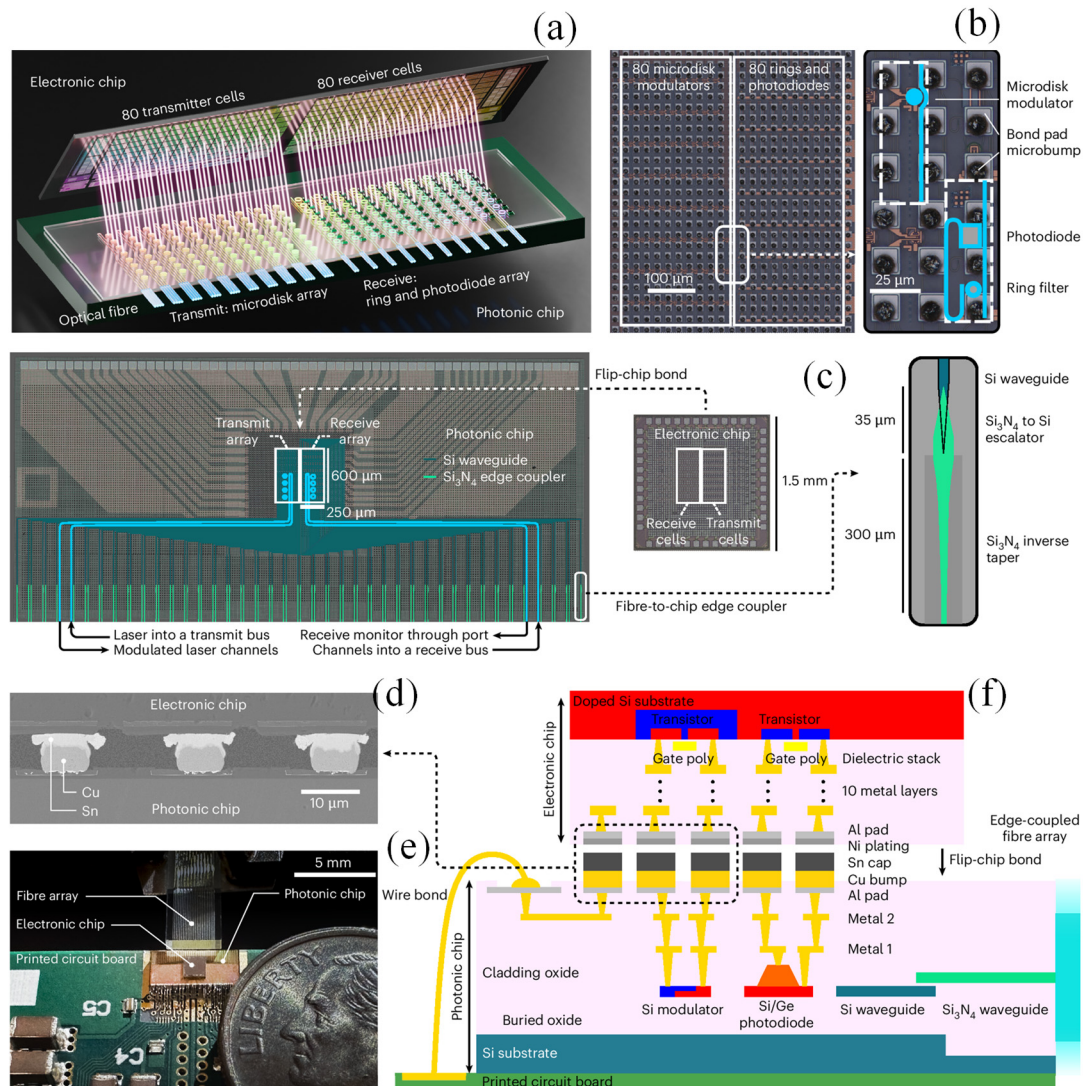 (a)
Electronic chip
80 transmitter cells
80 receiver cells
Optical fibre
Transmit: microdisk array
Receive:
ring and photodiode array
Photonic chip
(b)
80 microdisk
modulators
80 rings and
photodiodes
100 µm
25 µm
Microdisk
modulator
Bond pad
microbump
Photodiode
Ring filter
(c)
Flip-chip bond
Transmit
array
Receive
array
Photonic chip
Si waveguide
Si3N4 edge coupler
600 µm
250 µm
Electronic chip
Receive
cells
Transmit
cells
1.5 mm
Fibre-to-chip edge coupler
Laser into a transmit bus
Modulated laser channels
Receive monitor through port
Channels into a receive bus
35 µm
300 µm
Si waveguide
Si3N4 to Si
escalator
Si3N4 inverse
taper
(d)
Electronic chip
Cu
Sn
Photonic chip
10 µm
(e)
5 mm
Fibre array
Photonic chip
Electronic chip
Printed circuit board
C5
C4
LIBERTY
(f)
Doped Si substrate
Transistor
Transistor
Gate poly
Gate poly
Dielectric stack
10 metal layers
Electronic chip
Al pad
Ni plating
Sn cap
Cu bump
Al pad
Metal 2
Metal 1
Edge-coupled
fibre array
Flip-chip bond
Wire bond
Photonic chip
Cladding oxide
Buried oxide
Si modulator
Si/Ge
photodiode
Si waveguide
Si3N4 waveguide
Si substrate
Printed circuit board